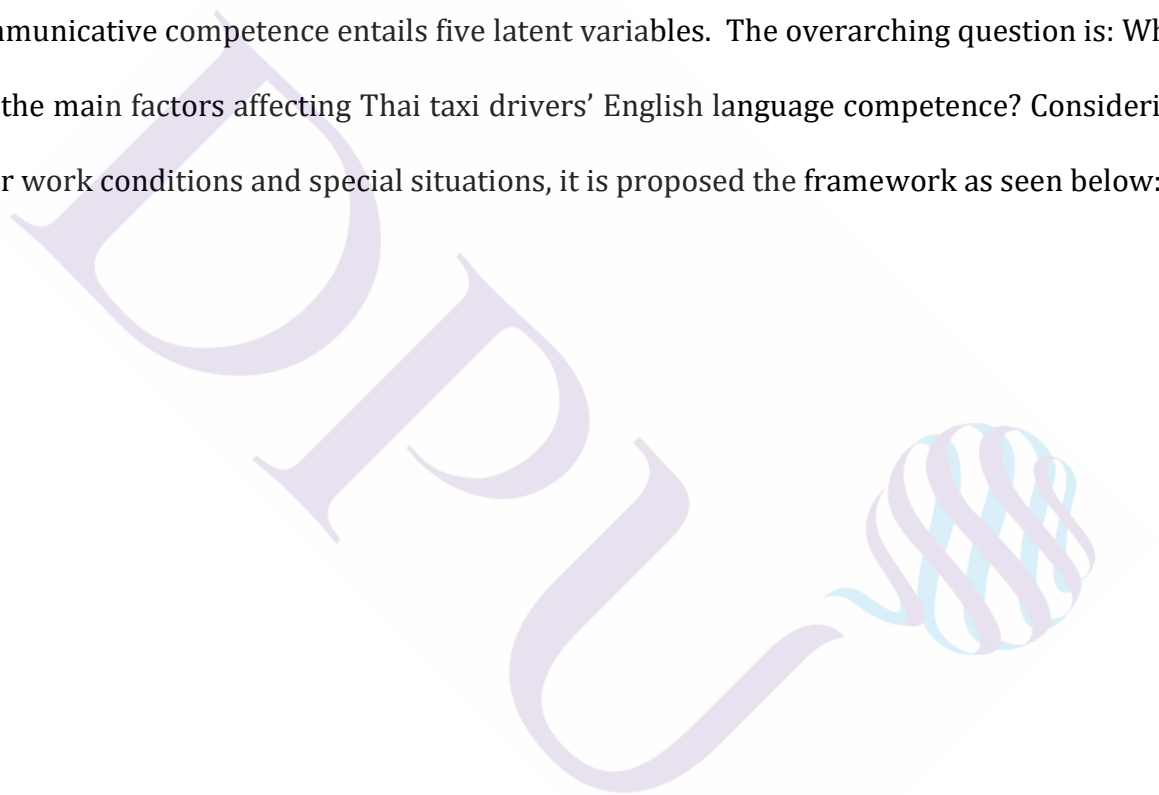 mmunicative competence entails five latent variables.  The overarching question is: Wh
the main factors affecting Thai taxi drivers’ English language competence? Consideri
r work conditions and special situations, it is proposed the framework as seen below:
DPU